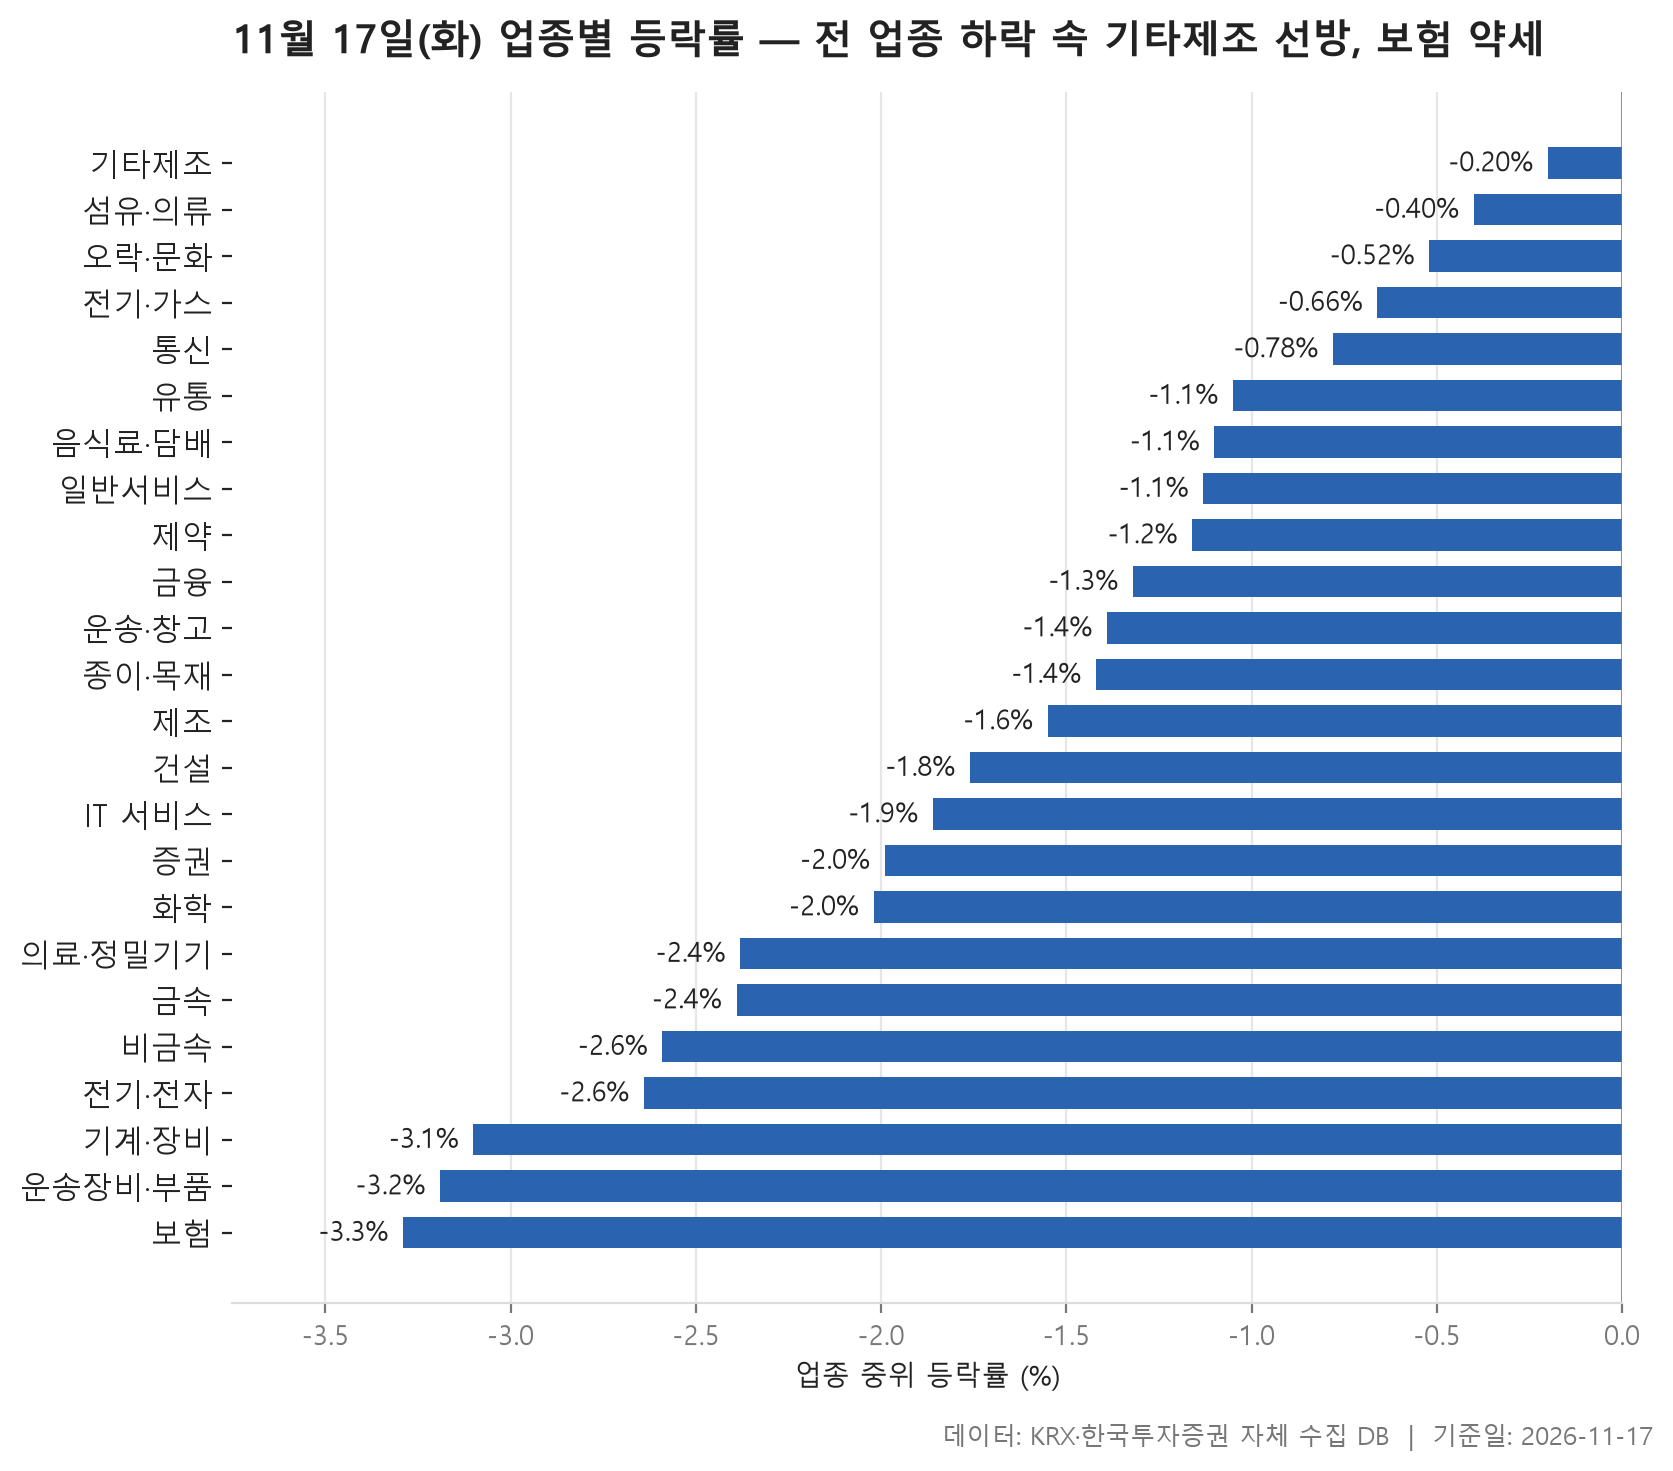 11월 17일(화) 업종별 등락률 — 전 업종 하락 속 기타제조 선방, 보험 약세
기타제조 -0.20%
섬유·의류 -0.40%
오락·문화 -0.52%
전기·가스 -0.66%
통신 -0.78%
유통 -1.1%
음식료·담배 -1.1%
일반서비스 -1.1%
제약 -1.2%
금융 -1.3%
운송·창고 -1.4%
종이·목재 -1.4%
제조 -1.6%
건설 -1.8%
IT 서비스 -1.9%
증권 -2.0%
화학 -2.0%
의료·정밀기기 -2.4%
금속 -2.4%
비금속 -2.6%
전기·전자 -2.6%
기계·장비 -3.1%
운송장비·부품 -3.2%
보험 -3.3%
-3.5 -3.0 -2.5 -2.0 -1.5 -1.0 -0.5 0.0
업종 중위 등락률 (%)
데이터: KRX·한국투자증권 자체 수집 DB | 기준일: 2026-11-17